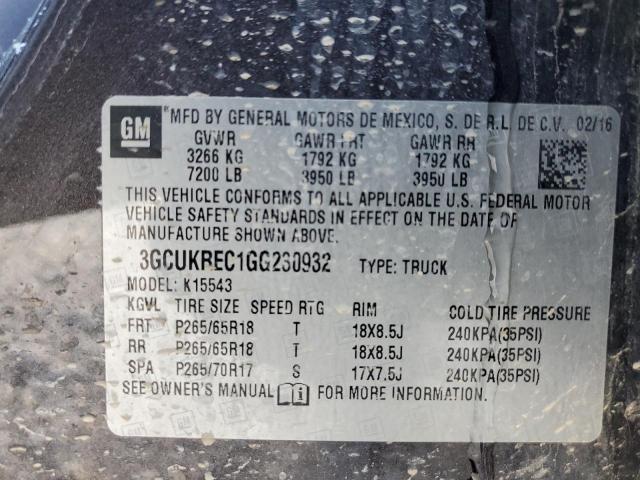 GM
MFD BY GENERAL MOTORS DE MEXICO, S. DE R.L. DE C.V. 02/16
GVWR GAWR FRT GAWR RR
3266 KG 1792 KG 1792 KG
7200 LB 3950 LB 3950 LB
THIS VEHICLE CONFORMS TO ALL APPLICABLE U.S. FEDERAL MOTOR
VEHICLE SAFETY STANDARDS IN EFFECT ON THE DATE OF
MANUFACTURE SHOWN ABOVE.
3GCUKREC1GG230932 TYPE: TRUCK
MODEL: K15543
KGVL TIRE SIZE SPEED RTG RIM COLD TIRE PRESSURE
FRT P265/65R18 T 18X8.5J 240KPA(35PSI)
RR P265/65R18 T 18X8.5J 240KPA(35PSI)
SPA P265/70R17 S 17X7.5J 240KPA(35PSI)
SEE OWNER'S MANUAL FOR MORE INFORMATION.